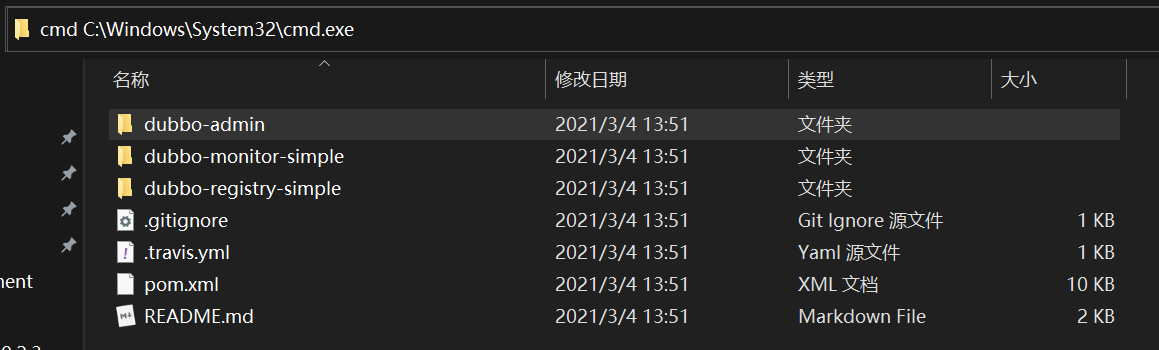 cmd C:\Windows\System32\cmd.exe
名称 修改日期 类型 大小
dubbo-admin 2021/3/4 13:51 文件夹
dubbo-monitor-simple 2021/3/4 13:51 文件夹
dubbo-registry-simple 2021/3/4 13:51 文件夹
.gitignore 2021/3/4 13:51 Git Ignore 源文件 1 KB
.travis.yml 2021/3/4 13:51 Yaml 源文件 1 KB
pom.xml 2021/3/4 13:51 XML 文档 10 KB
README.md 2021/3/4 13:51 Markdown File 2 KB